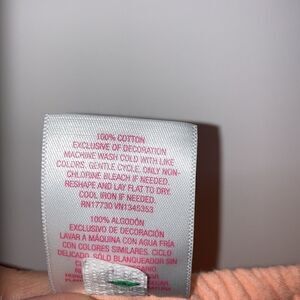 100% COTTON
EXCLUSIVE OF DECORATION
MACHINE WASH COLD WITH LIKE
COLORS, GENTLE CYCLE, ONLY NON-
CHLORINE BLEACH IF NEEDED,
RESHAPE AND LAY FLAT TO DRY.
COOL IRON IF NEEDED.
RN17730 VN1345353
100% ALGODÓN
EXCLUSIVO DE DECORACIÓN
LAVAR A MÁQUINA CON AGUA FRÍA
CON COLORES SIMILARES. CICLO
DELICADO. SÓLO BLANQUEADOR SIN